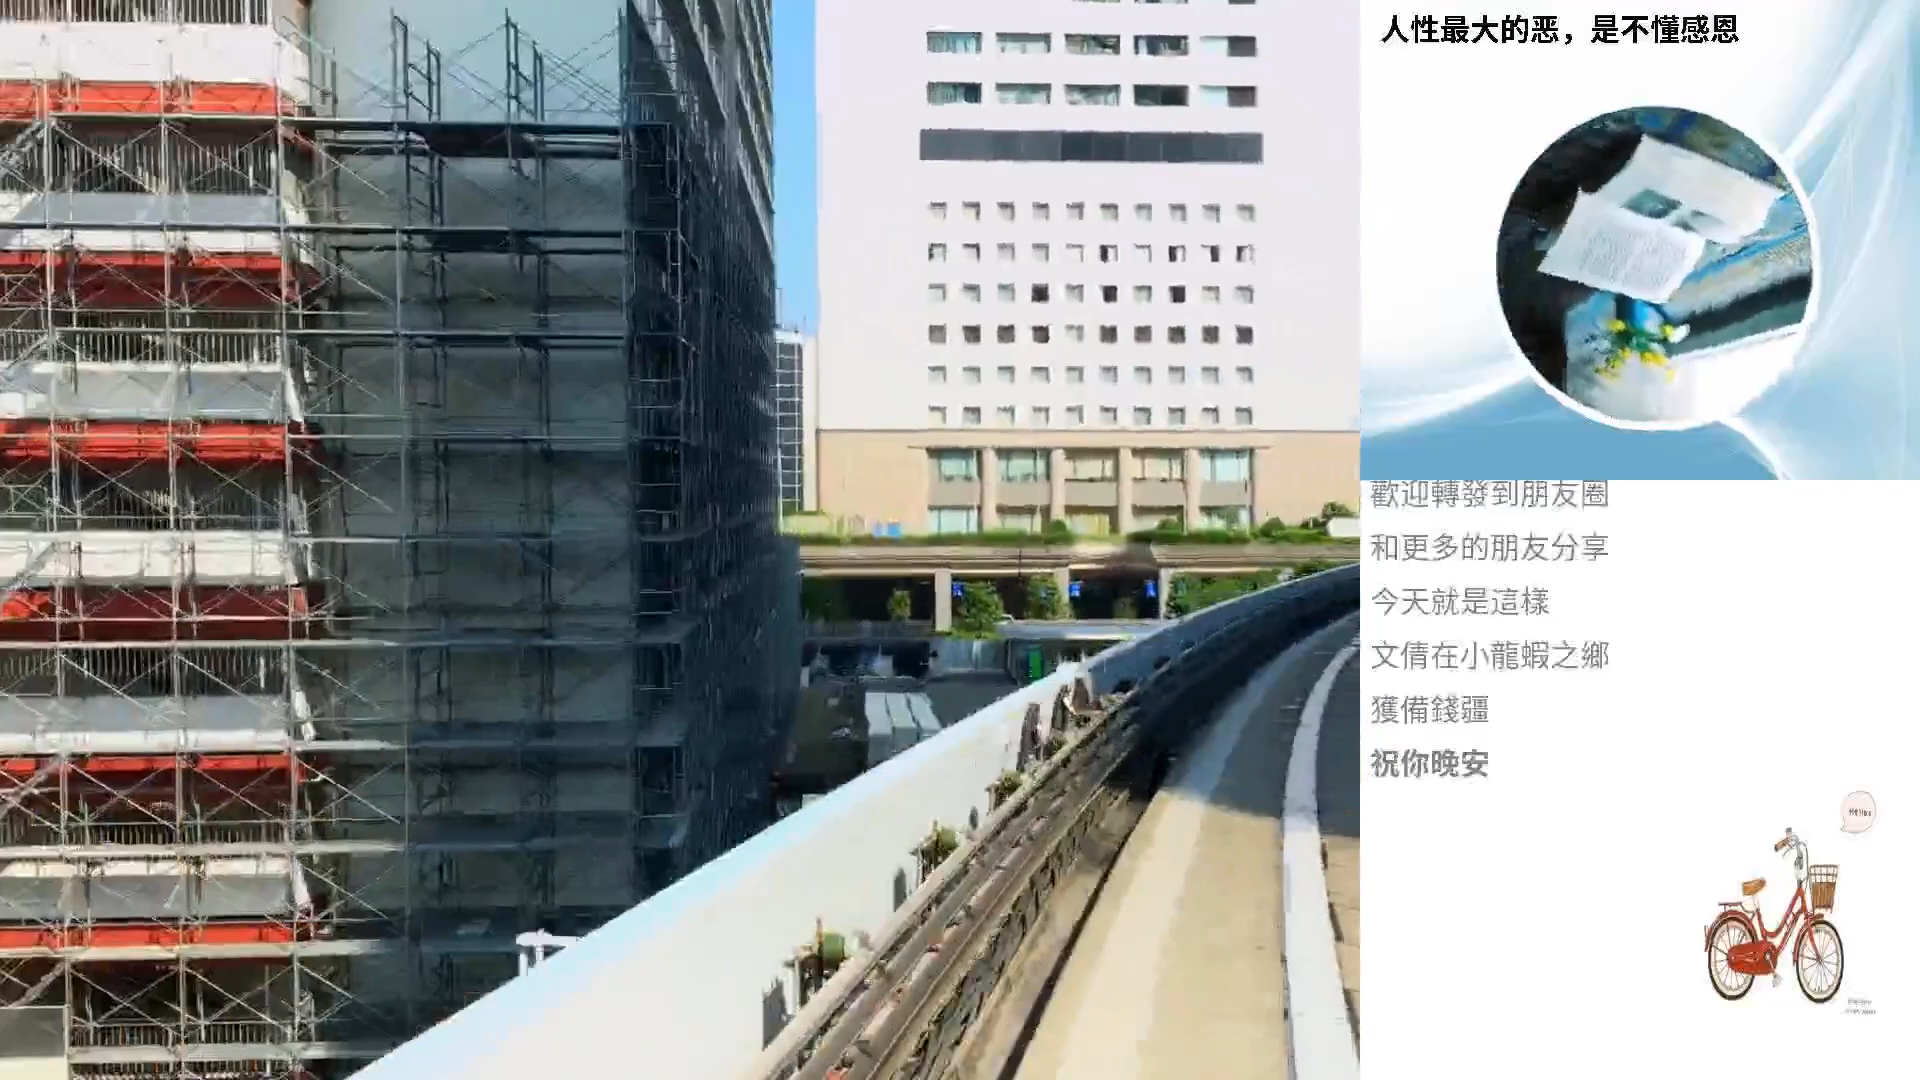 人性最大的恶，是不懂感恩
歡迎轉發到朋友圈
和更多的朋友分享
今天就是這樣
文倩在小龍蝦之鄉
獲備錢疆
祝你晚安
Hello